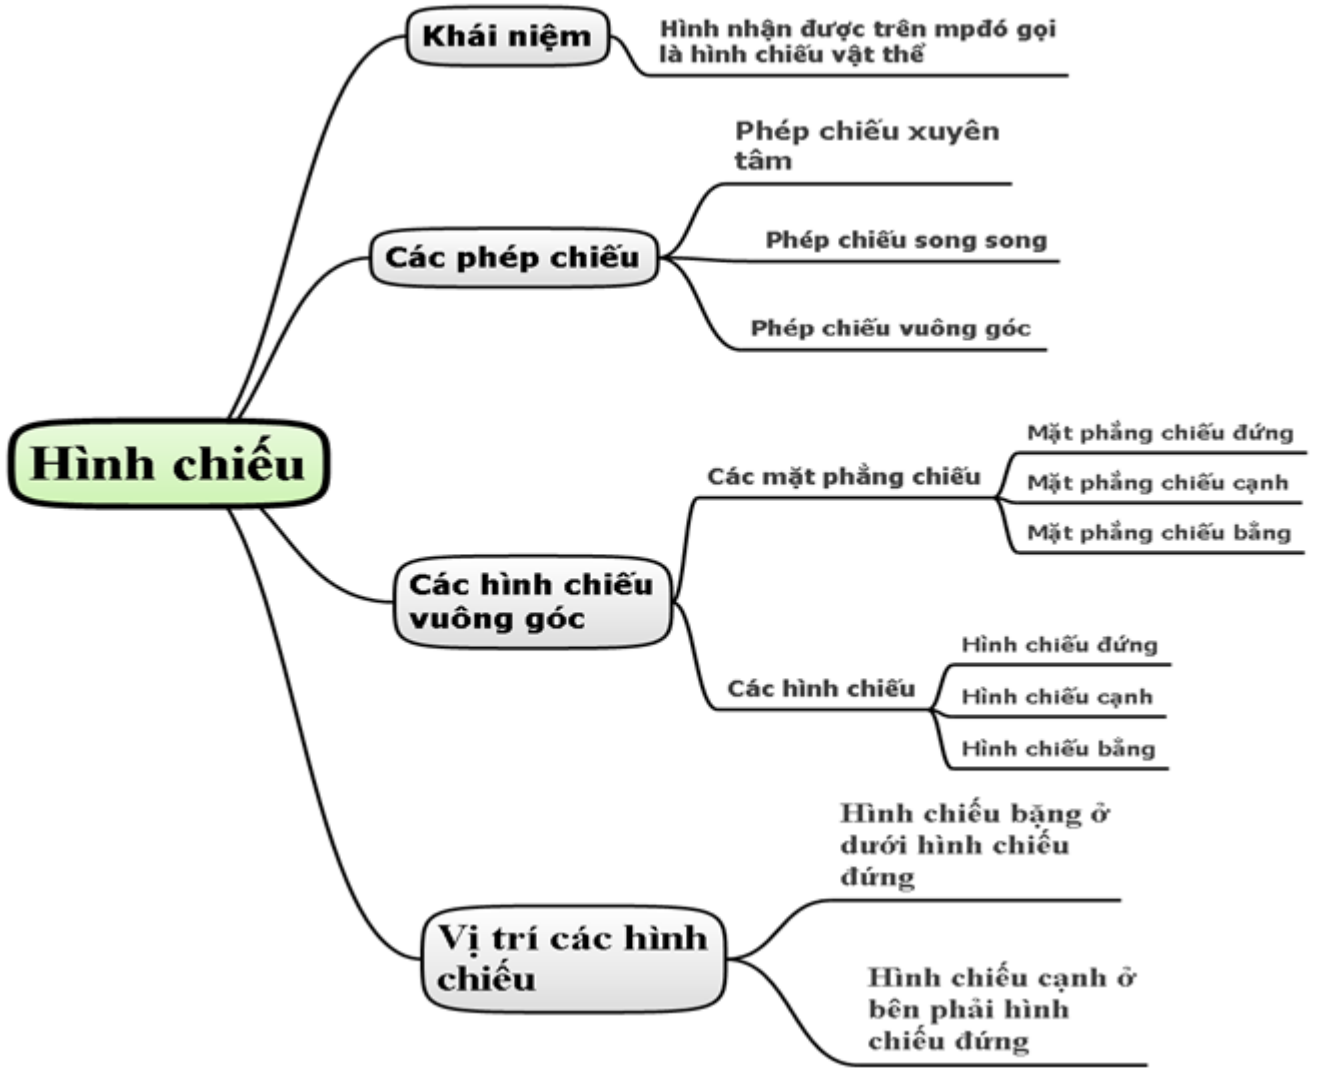 Hình chiếu
Khái niệm
Hình nhận được trên mpđó gọi
là hình chiếu vật thể
Các phép chiếu
Phép chiếu xuyên
tâm
Phép chiếu song song
Phép chiếu vuông góc
Các hình chiếu
vuông góc
Các mặt phẳng chiếu
Mặt phẳng chiếu đứng
Mặt phẳng chiếu cạnh
Mặt phẳng chiếu bằng
Các hình chiếu
Hình chiếu đứng
Hình chiếu cạnh
Hình chiếu bằng
Vị trí các hình
chiếu
Hình chiếu bặng ở
dưới hình chiếu
đứng
Hình chiếu cạnh ở
bên phải hình
chiếu đứng